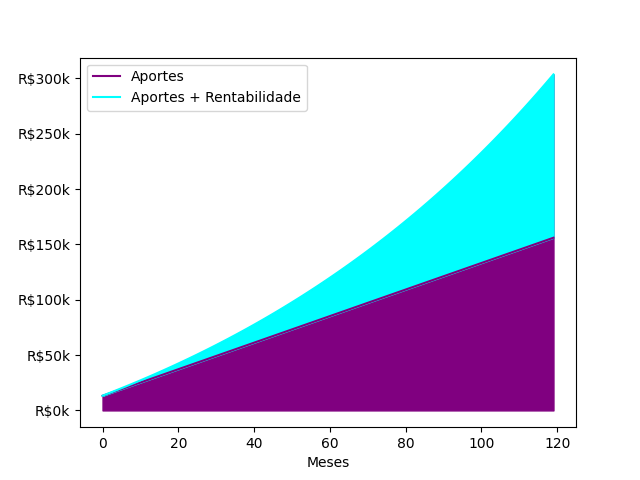 Aportes
Aportes + Rentabilidade
R$300k
R$250k
R$200k
R$150k
R$100k
R$50k
R$0k
0 20 40 60 80 100 120
Meses